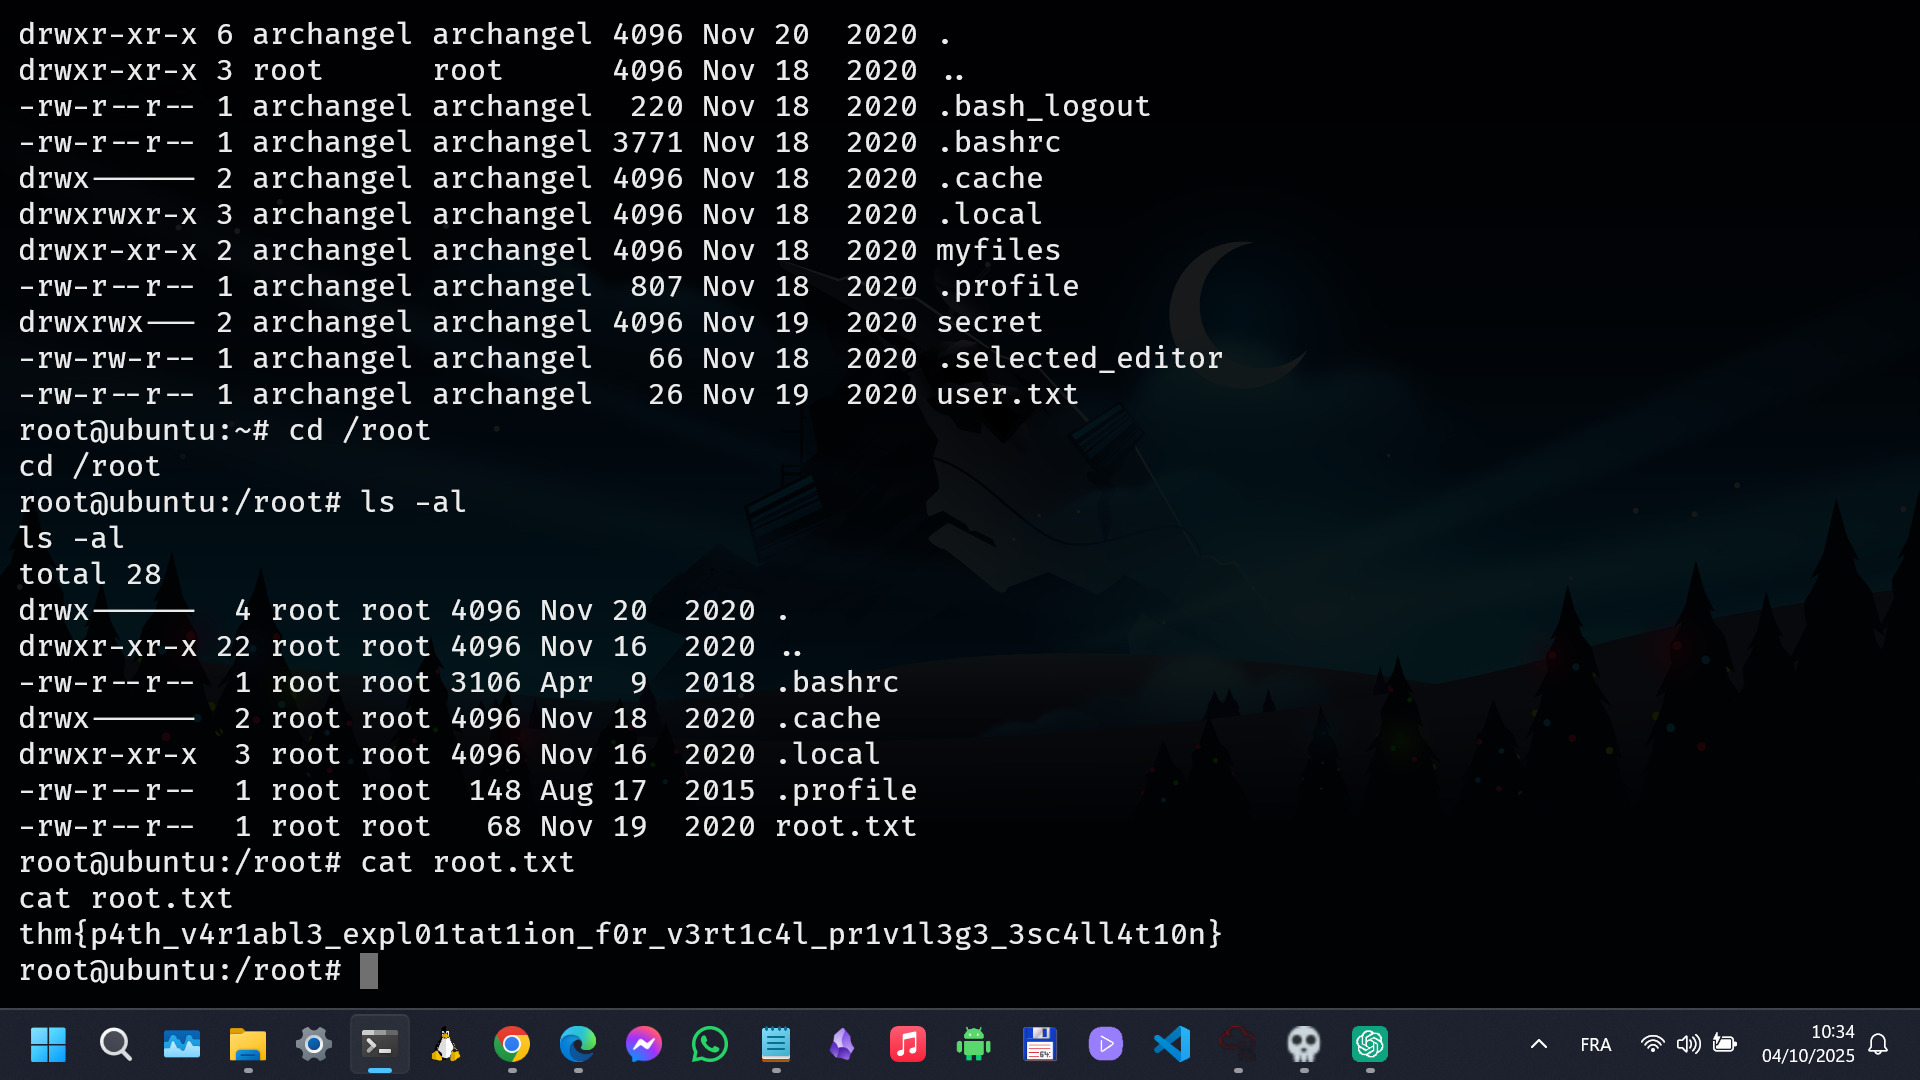 drwxr-xr-x 6 archangel archangel 4096 Nov 20  2020 .
drwxr-xr-x 3 root      root      4096 Nov 18  2020 ..
-rw-r--r-- 1 archangel archangel  220 Nov 18  2020 .bash_logout
-rw-r--r-- 1 archangel archangel 3771 Nov 18  2020 .bashrc
drwx------ 2 archangel archangel 4096 Nov 18  2020 .cache
drwxrwxr-x 3 archangel archangel 4096 Nov 18  2020 .local
drwxr-xr-x 2 archangel archangel 4096 Nov 18  2020 myfiles
-rw-r--r-- 1 archangel archangel  807 Nov 18  2020 .profile
drwxrwx--- 2 archangel archangel 4096 Nov 19  2020 secret
-rw-rw-r-- 1 archangel archangel   66 Nov 18  2020 .selected_editor
-rw-r--r-- 1 archangel archangel   26 Nov 19  2020 user.txt
root@ubuntu:~# cd /root
cd /root
root@ubuntu:/root# ls -al
ls -al
total 28
drwx------  4 root root 4096 Nov 20  2020 .
drwxr-xr-x 22 root root 4096 Nov 16  2020 ..
-rw-r--r--  1 root root 3106 Apr  9  2018 .bashrc
drwx------  2 root root 4096 Nov 18  2020 .cache
drwxr-xr-x  3 root root 4096 Nov 16  2020 .local
-rw-r--r--  1 root root  148 Aug 17  2015 .profile
-rw-r--r--  1 root root   68 Nov 19  2020 root.txt
root@ubuntu:/root# cat root.txt
cat root.txt
thm{p4th_v4r1abl3_expl01tat1ion_f0r_v3rt1c4l_pr1v1l3g3_3sc4ll4t10n}
root@ubuntu:/root#
64
FRA
10:34
04/10/2025